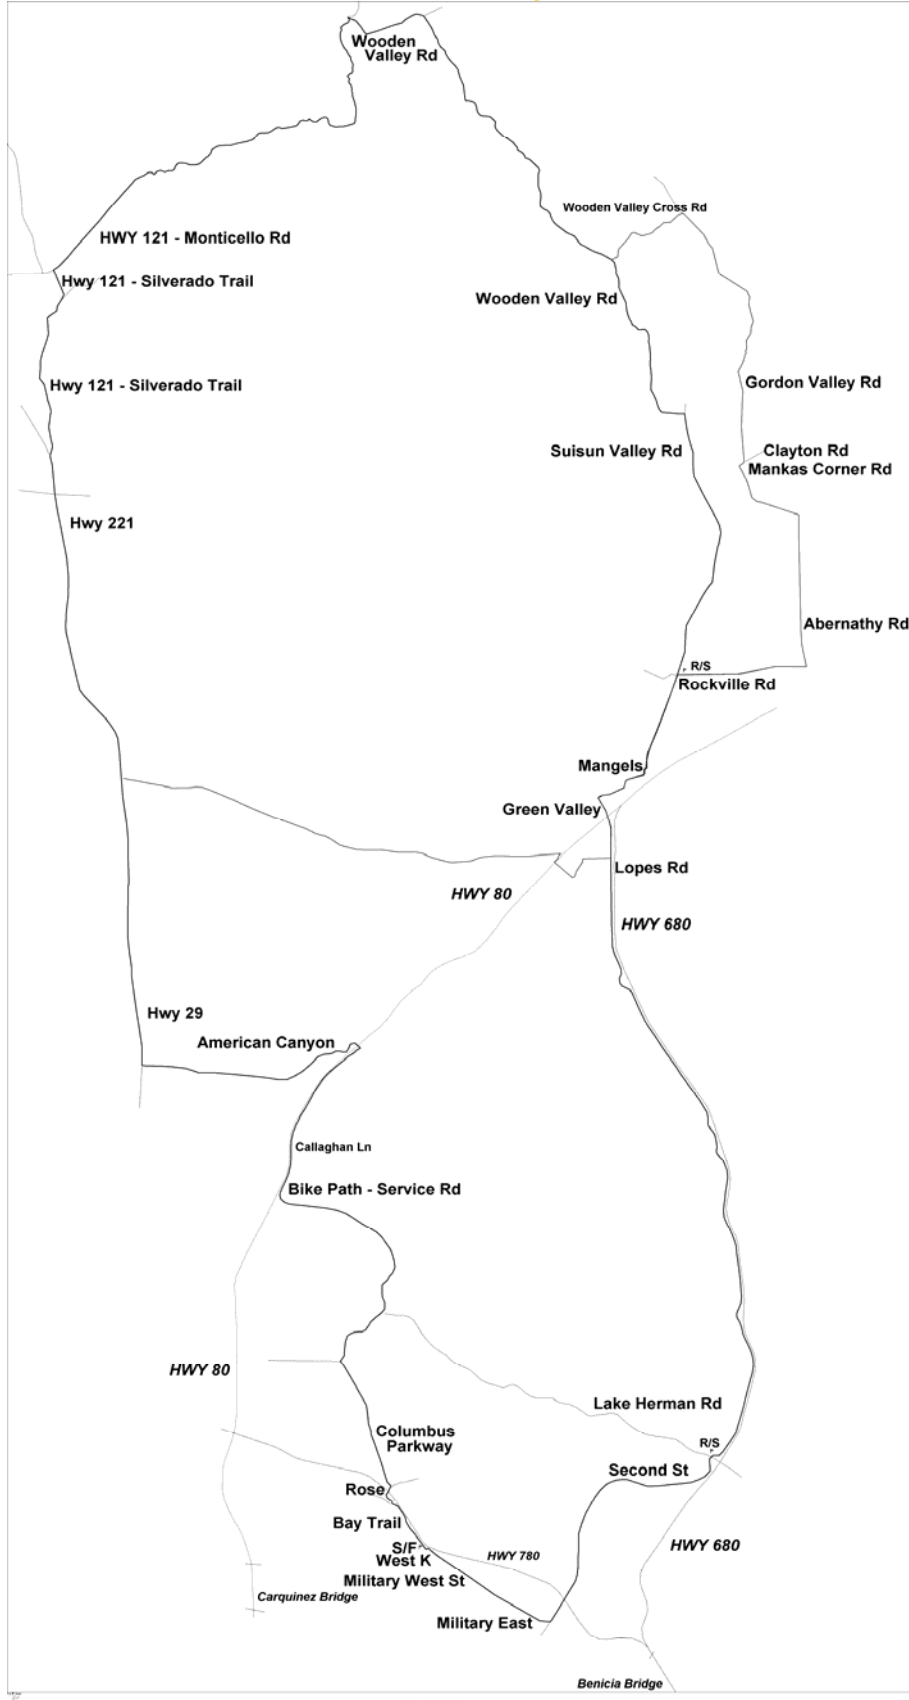 Wooden
Valley Rd
Wooden Valley Cross Rd
HWY 121 - Monticello Rd
Hwy 121 - Silverado Trail
Wooden Valley Rd
Gordon Valley Rd
Hwy 121 - Silverado Trail
Suisun Valley Rd
Clayton Rd
Mankas Corner Rd
Hwy 221
Abernathy Rd
R/S
Rockville Rd
Mangels
Green Valley
Lopes Rd
HWY 80
HWY 680
Hwy 29
American Canyon
Callaghan Ln
Bike Path - Service Rd
HWY 80
Lake Herman Rd
Columbus
Parkway
R/S
Second St
Rose
Bay Trail
HWY 680
S/F
West K
HWY 780
Military West St
Carquinez Bridge
Military East
Benicia Bridge